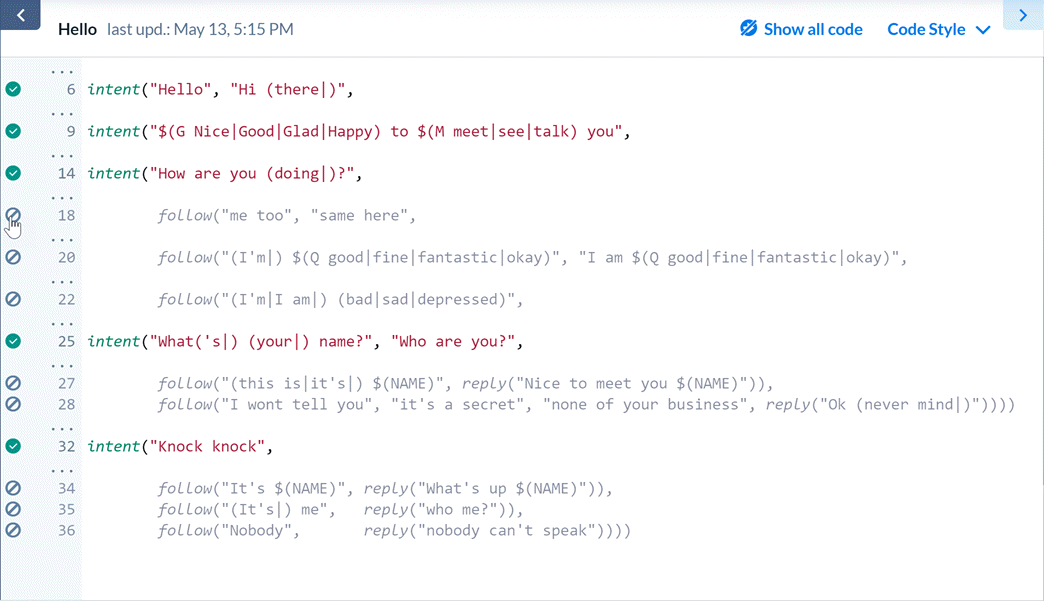 Hello last upd.: May 13, 5:15 PM Show all code Code Style
...
6 intent("Hello", "Hi (there|)",
...
9 intent("$(G Nice|Good|Glad|Happy) to $(M meet|see|talk) you",
...
14 intent("How are you (doing|)?",
...
18 follow("me too", "same here",
...
20 follow("(I'm|) $(Q good|fine|fantastic|okay)", "I am $(Q good|fine|fantastic|okay)",
...
22 follow("(I'm|I am|) (bad|sad|depressed)",
...
25 intent("What('s|) (your|) name?", "Who are you?",
...
27 follow("(this is|it's|) $(NAME)", reply("Nice to meet you $(NAME)")),
28 follow("I wont tell you", "it's a secret", "none of your business", reply("Ok (never mind|)"))))
...
32 intent("Knock knock",
...
34 follow("It's $(NAME)", reply("What's up $(NAME)")),
35 follow("(It's|) me", reply("who me?")),
36 follow("Nobody", reply("nobody can't speak"))))